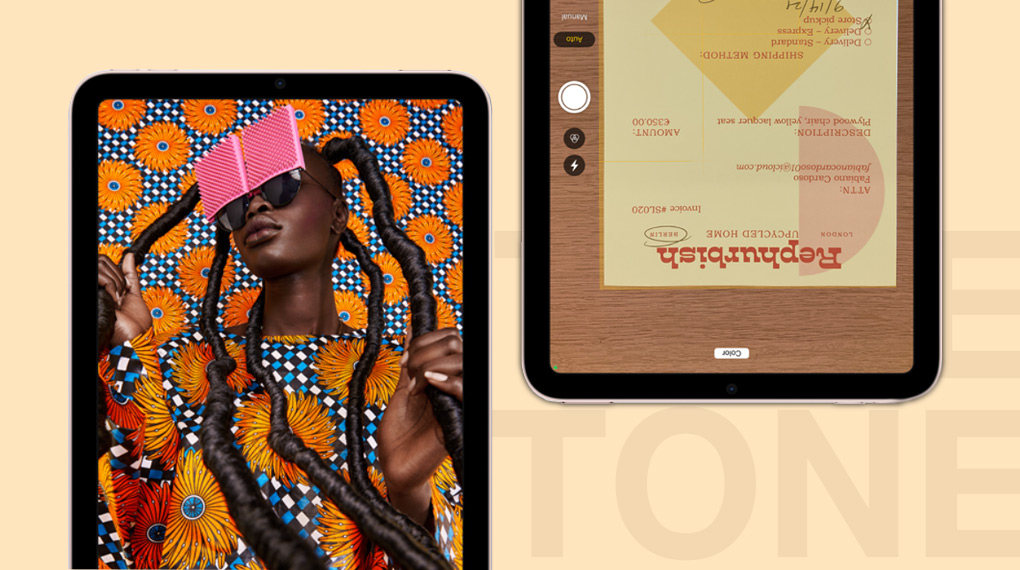 Color
Rephurbish
LONDON UPCYCLED HOME BERLIN
Invoice #SL020
ATTN:
Fabiano Cardoso
fabianocardoso01@icloud.com
DESCRIPTION: AMOUNT:
Plywood chair, yellow lacquer seat €350.00
SHIPPING METHOD:
Delivery – Standard
Delivery – Express
Store pickup
9/14/21
Auto
Manual
TONE